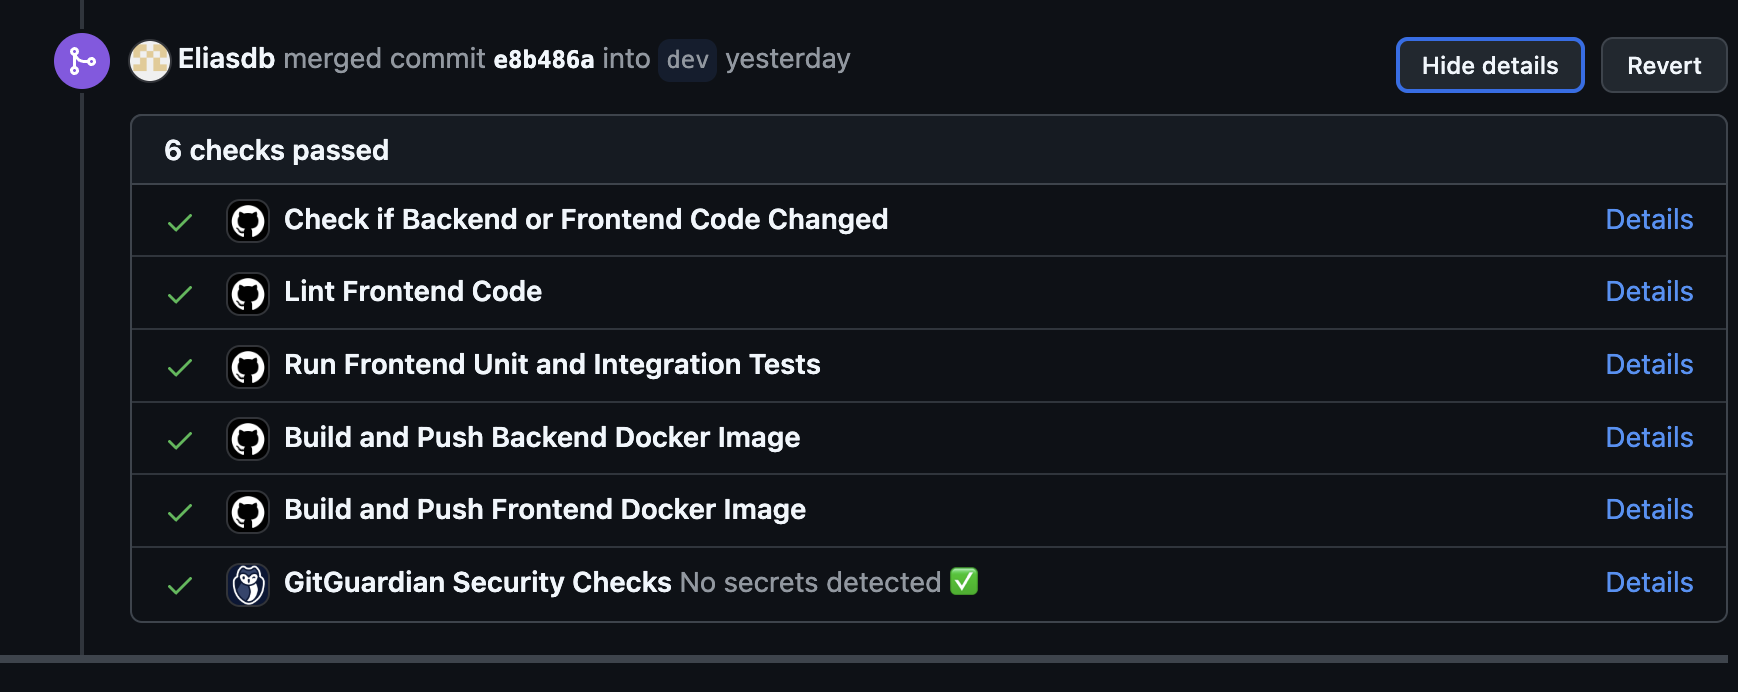 Eliasdb merged commit e8b486a into dev yesterday
Hide details
Revert
6 checks passed
Check if Backend or Frontend Code Changed
Details
Lint Frontend Code
Details
Run Frontend Unit and Integration Tests
Details
Build and Push Backend Docker Image
Details
Build and Push Frontend Docker Image
Details
GitGuardian Security Checks No secrets detected ✅
Details